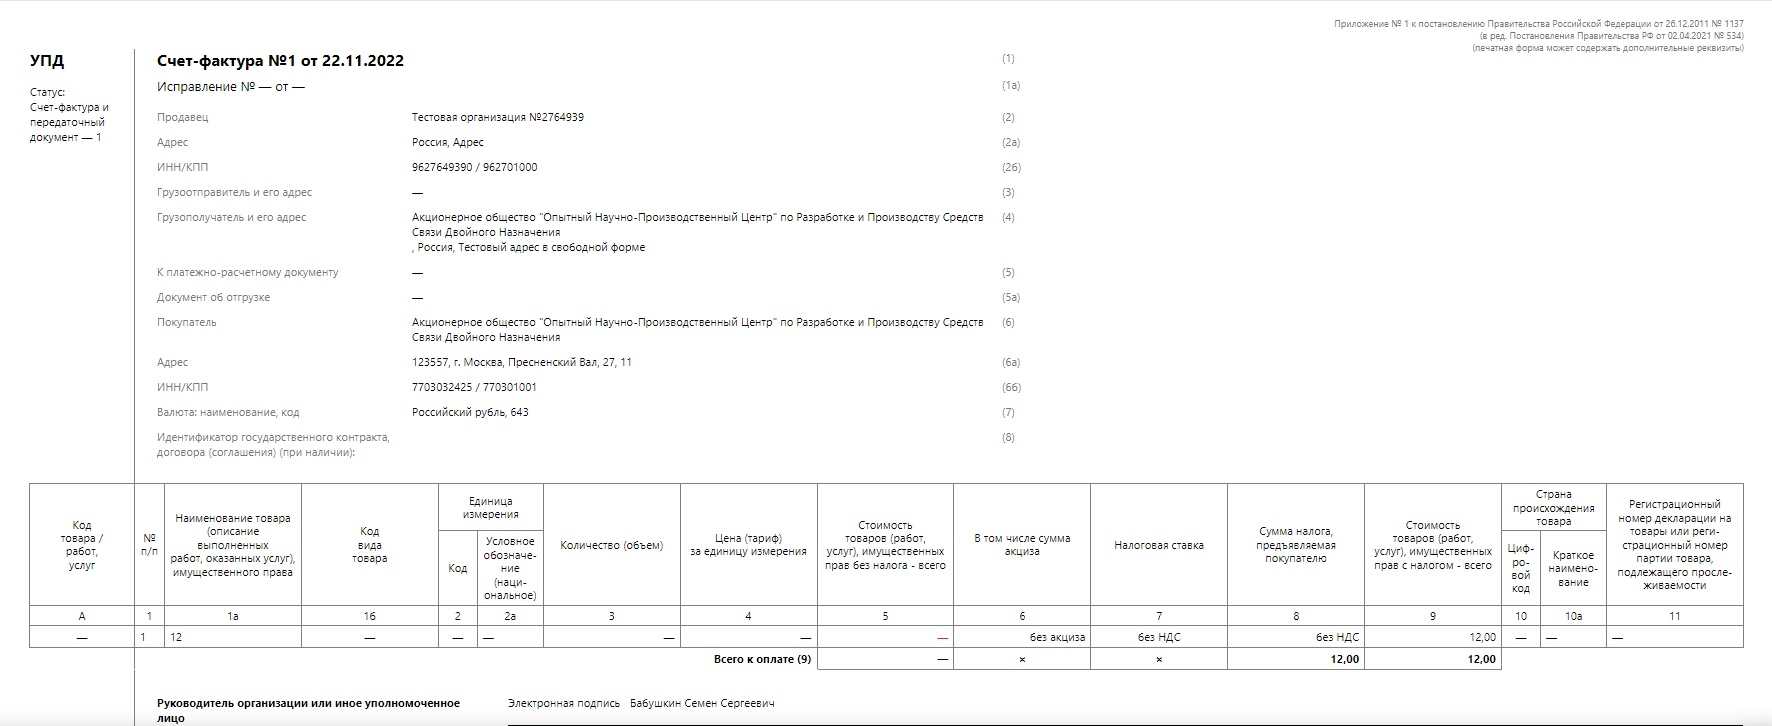 Приложение № 1 к постановлению Правительства Российской Федерации от 26.12.2011 № 1137
(в ред. Постановления Правительства РФ от 02.04.2021 № 534)
(печатная форма может содержать дополнительные реквизиты)
УПД
Статус:
Счет-фактура и
передаточный
документ — 1
Счет-фактура №1 от 22.11.2022 (1)
Исправление № — от — (1а)
Продавец Тестовая организация №2764939 (2)
Адрес Россия, Адрес (2а)
ИНН/КПП 9627649390 / 962701000 (2б)
Грузоотправитель и его адрес — (3)
Грузополучатель и его адрес Акционерное общество "Опытный Научно-Производственный Центр" по Разработке и Производству Средств (4)
Связи Двойного Назначения
, Россия, Тестовый адрес в свободной форме
К платежно-расчетному документу — (5)
Документ об отгрузке — (5а)
Покупатель Акционерное общество "Опытный Научно-Производственный Центр" по Разработке и Производству Средств (6)
Связи Двойного Назначения
Адрес 123557, г. Москва, Пресненский Вал, 27, 11 (6а)
ИНН/КПП 7703032425 / 770301001 (6б)
Валюта: наименование, код Российский рубль, 643 (7)
Идентификатор государственного контракта, (8)
договора (соглашения) (при наличии):
Код
товара /
работ,
услуг
№
п/п
Наименование товара
(описание
выполненных
работ, оказанных услуг),
имущественного права
Код
вида
товара
Единица
измерения
Код
Условное
обозначе-
ние
(наци-
ональное)
Количество (объем)
Цена (тариф)
за единицу измерения
Стоимость
товаров (работ,
услуг), имущественных
прав без налога - всего
В том числе сумма
акциза
Налоговая ставка
Сумма налога,
предъявляемая
покупателю
Стоимость
товаров (работ,
услуг), имущественных
прав с налогом - всего
Страна
происхождения
товара
Циф-
ро-
вой
код
Краткое
наимено-
вание
Регистрационный
номер декларации на
товары или реги-
страционный номер
партии товара,
подлежащего просле-
живаемости
А 1 1а 1б 2 2а 3 4 5 6 7 8 9 10 10а 11
— 1 12 — — — — — — без акциза без НДС без НДС 12,00 — — —
Всего к оплате (9) — × × 12,00 12,00
Руководитель организации или иное уполномоченное Электронная подпись Бабушкин Семен Сергеевич
лицо